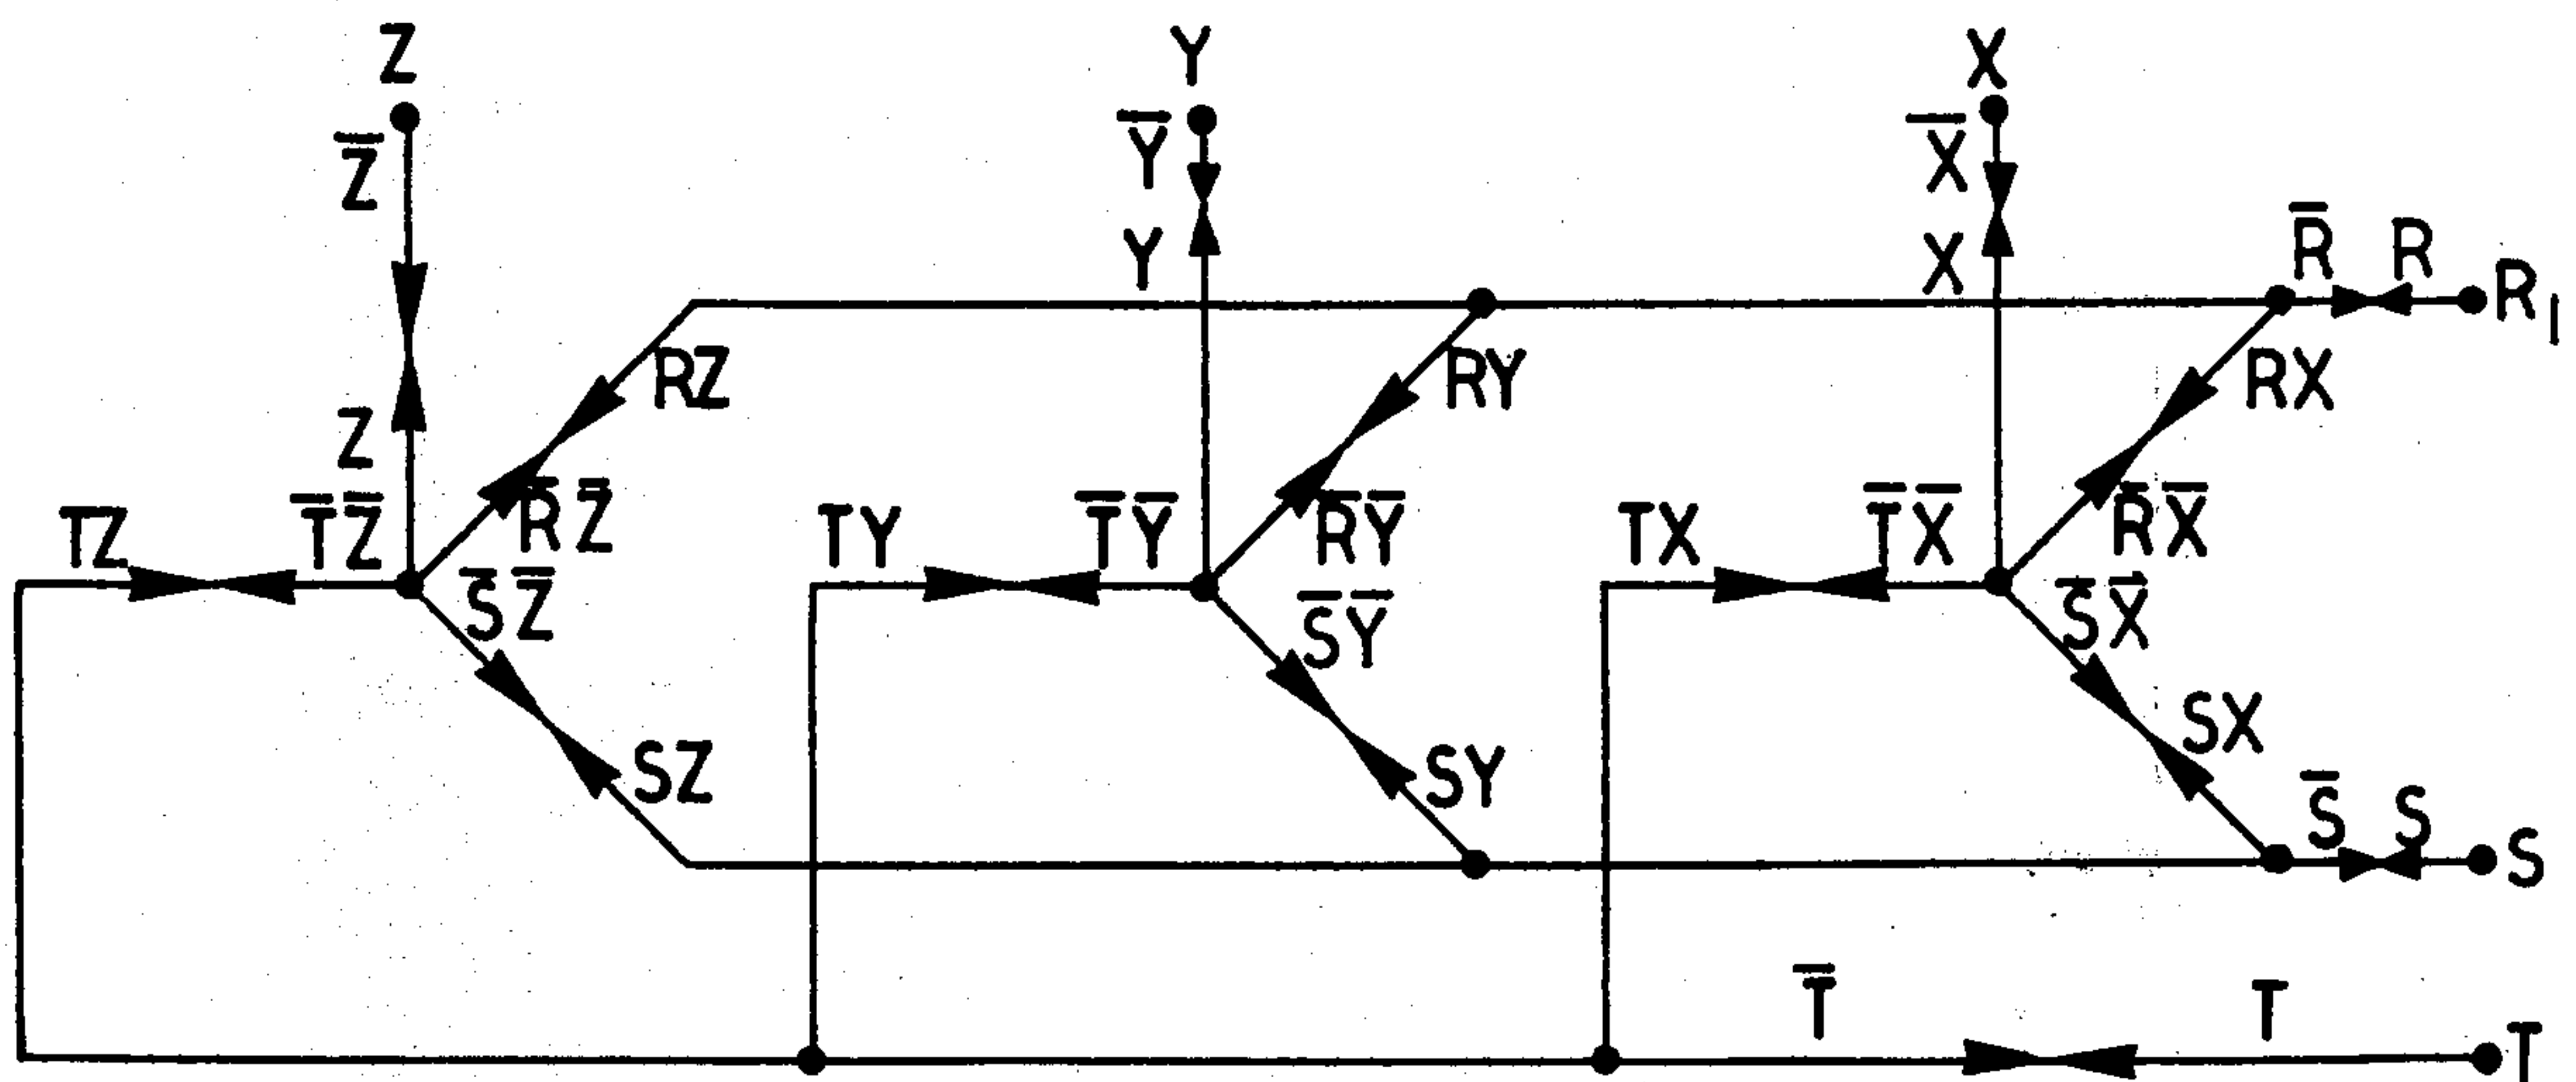 Z Y X
Z̅ Y̅ X̅
Y X R̅ R R₁
RZ RY RX
Z
TZ T̅Z̅ R̅Z̅ TY T̅Y̅ R̅Y̅ TX T̅X̅ R̅X̅
S̅Z̅ S̅Y̅ S̅X̅
SZ SY SX
S̅ S S
T̅ T T